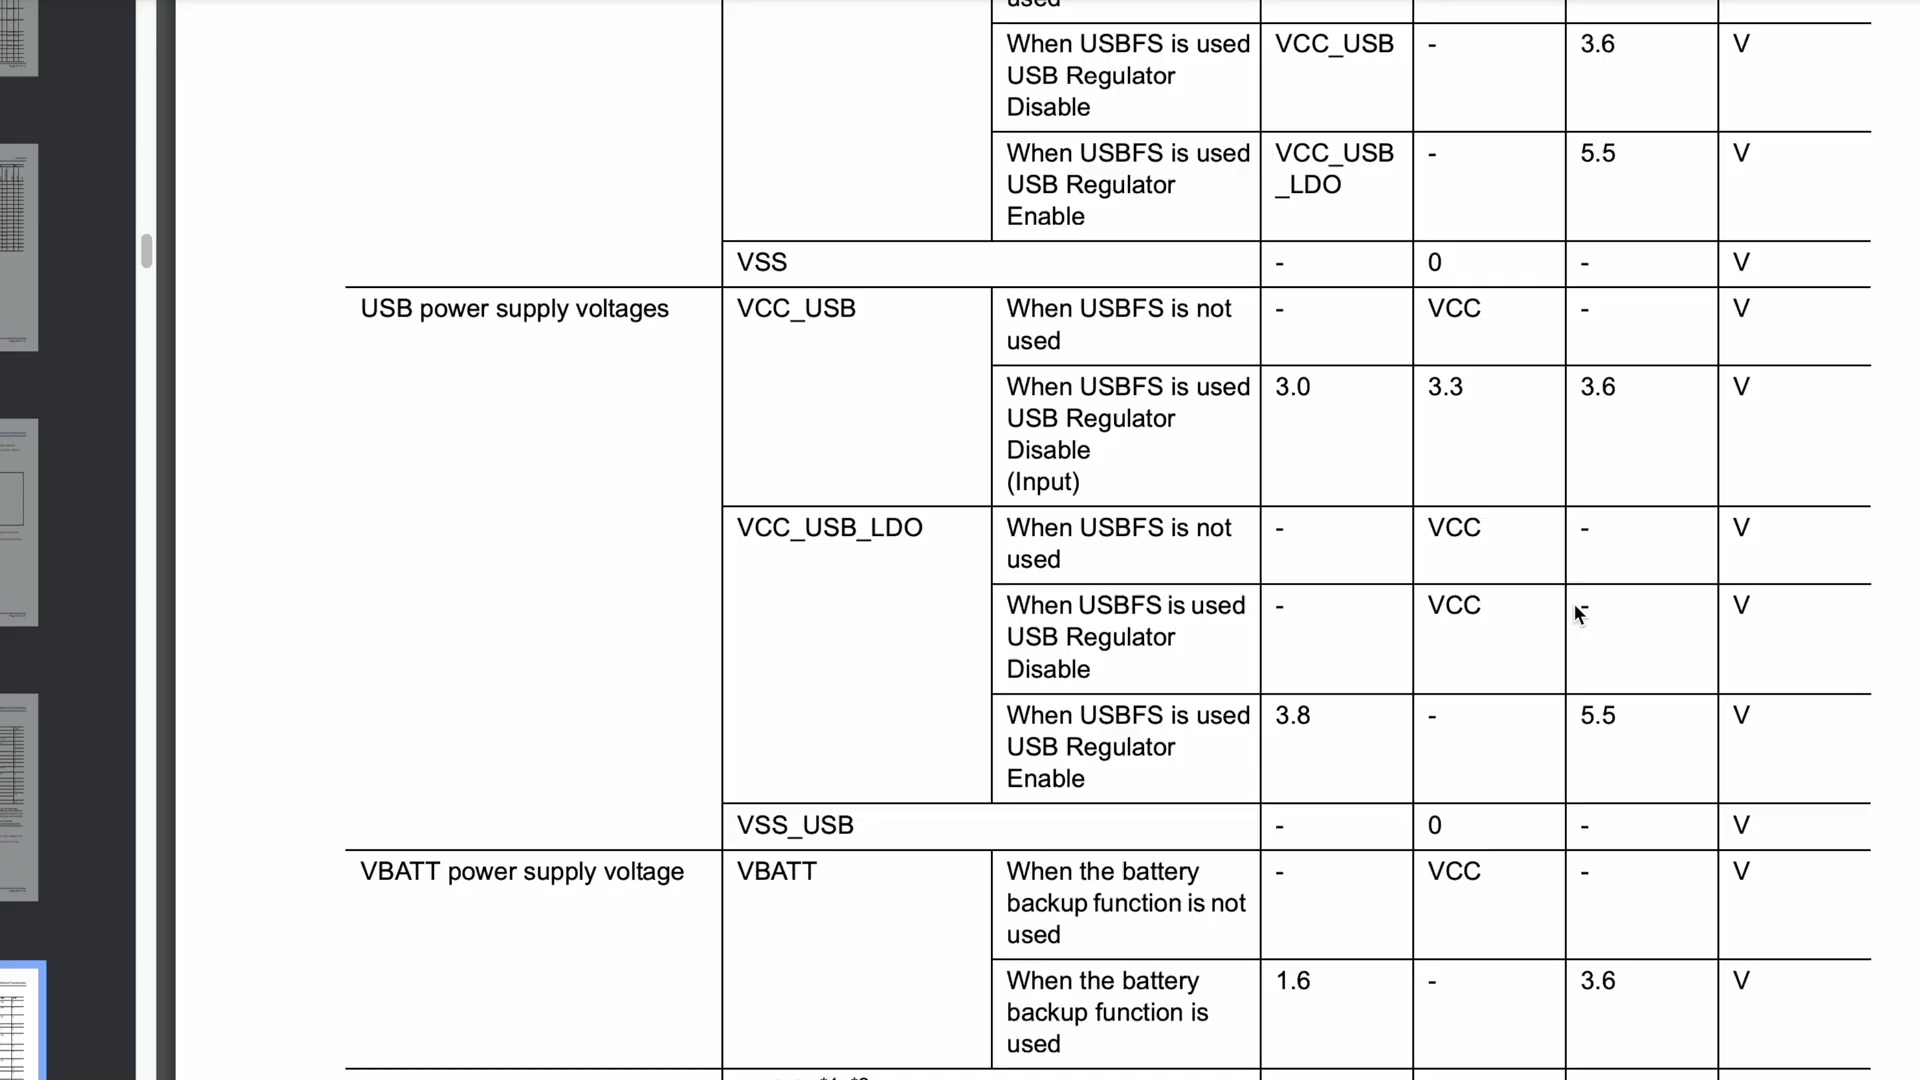 used
When USBFS is used VCC_USB - 3.6 V
USB Regulator
Disable
When USBFS is used VCC_USB - 5.5 V
USB Regulator _LDO
Enable
VSS - 0 - V
USB power supply voltages VCC_USB When USBFS is not - VCC - V
used
When USBFS is used 3.0 3.3 3.6 V
USB Regulator
Disable
(Input)
VCC_USB_LDO When USBFS is not - VCC - V
used
When USBFS is used - VCC - V
USB Regulator
Disable
When USBFS is used 3.8 - 5.5 V
USB Regulator
Enable
VSS_USB - 0 - V
VBATT power supply voltage VBATT When the battery - VCC - V
backup function is not
used
When the battery 1.6 - 3.6 V
backup function is
used